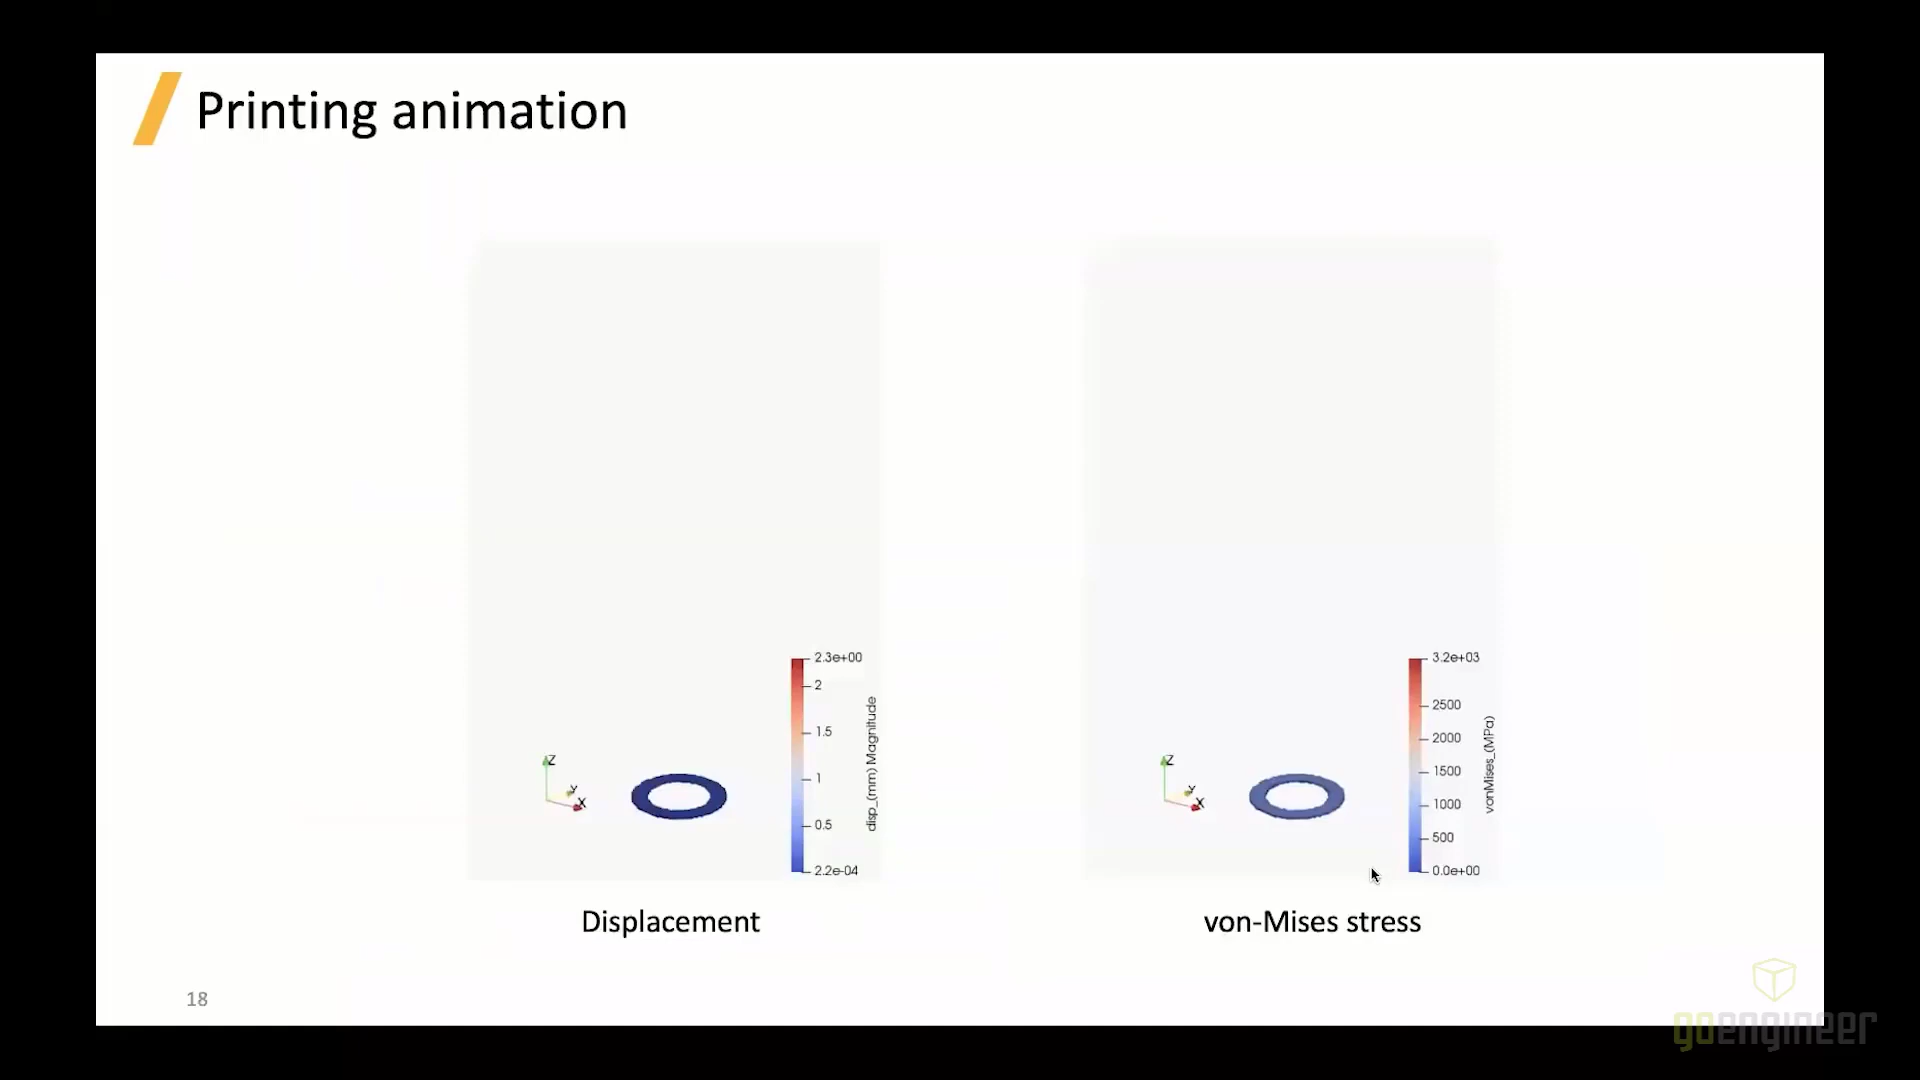 Printing animation
2.3e+00
2
1.5
1
0.5
2.2e-04
disp_(mm) Magnitude
Z
Y
X
Displacement
3.2e+03
2500
2000
1500
1000
500
0.0e+00
vonMises_(MPa)
Z
Y
X
von-Mises stress
18
goengineer